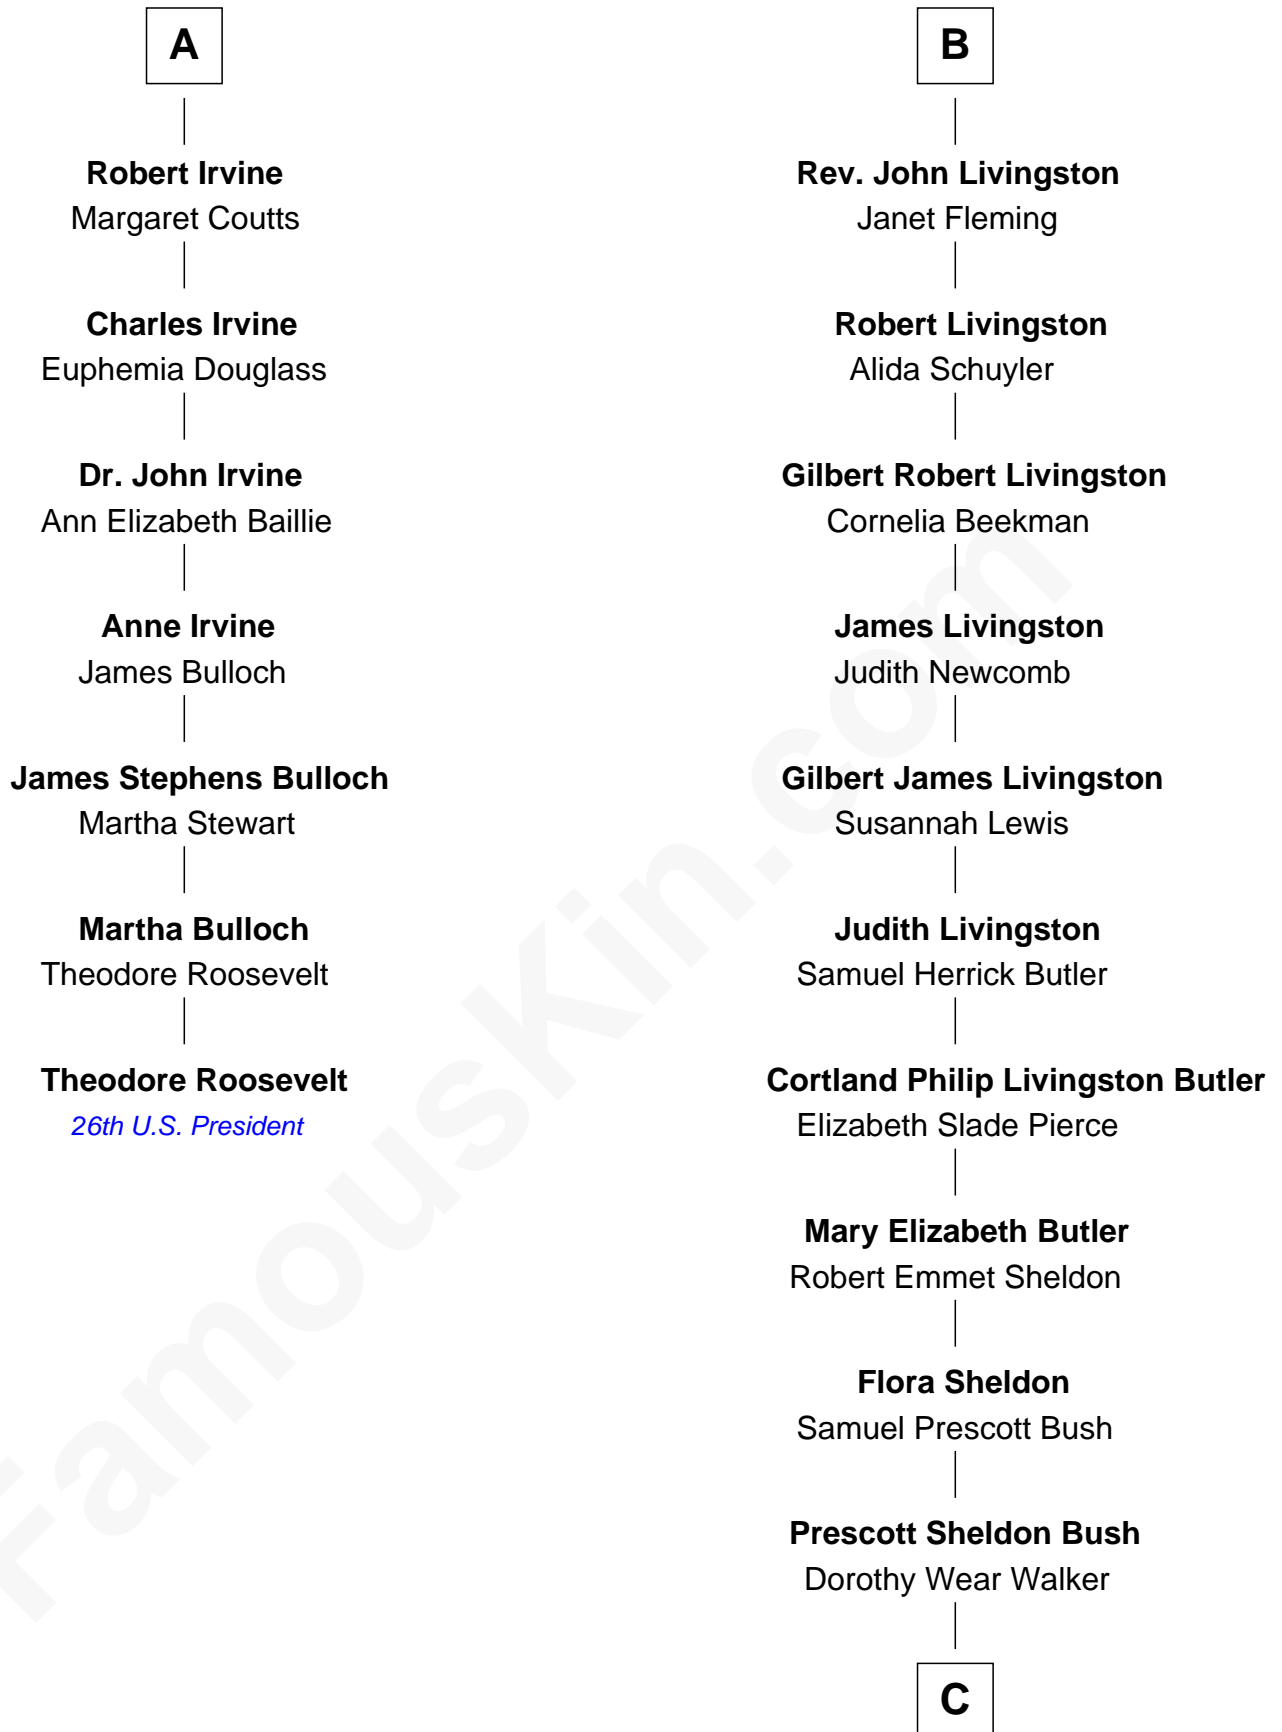 A
Robert Irvine
Margaret Coutts
Charles Irvine
Euphemia Douglass
Dr. John Irvine
Ann Elizabeth Baillie
Anne Irvine
James Bulloch
James Stephens Bulloch
Martha Stewart
Martha Bulloch
Theodore Roosevelt
Theodore Roosevelt
26th U.S. President
B
Rev. John Livingston
Janet Fleming
Robert Livingston
Alida Schuyler
Gilbert Robert Livingston
Cornelia Beekman
James Livingston
Judith Newcomb
Gilbert James Livingston
Susannah Lewis
Judith Livingston
Samuel Herrick Butler
Cortland Philip Livingston Butler
Elizabeth Slade Pierce
Mary Elizabeth Butler
Robert Emmet Sheldon
Flora Sheldon
Samuel Prescott Bush
Prescott Sheldon Bush
Dorothy Wear Walker
C
FamousKin.com